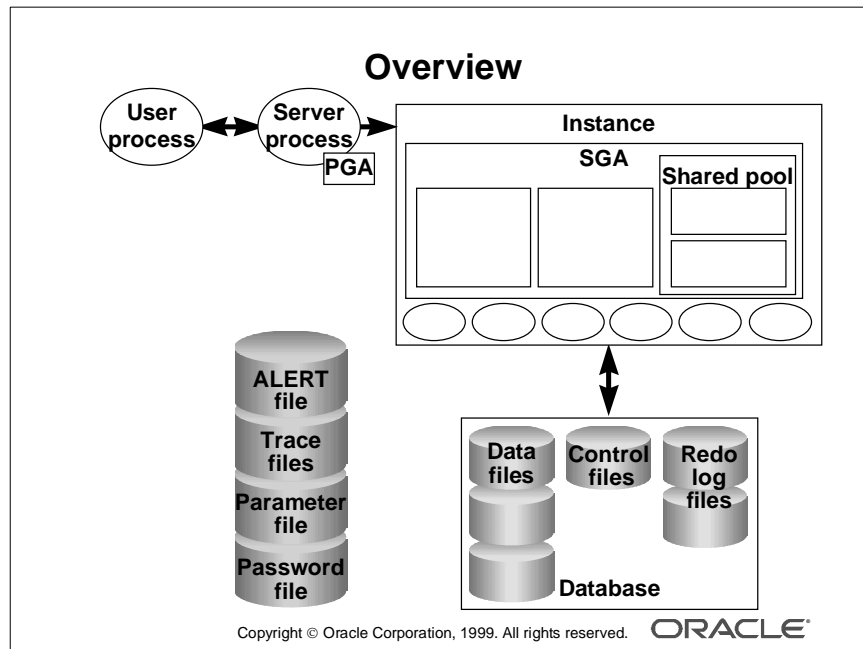 Overview
User
process
Server
process
PGA
Instance
SGA
Shared pool
ALERT
file
Trace
files
Parameter
file
Password
file
Data
files
Control
files
Redo
log
files
Database
Copyright © Oracle Corporation, 1999. All rights reserved.
ORACLE®